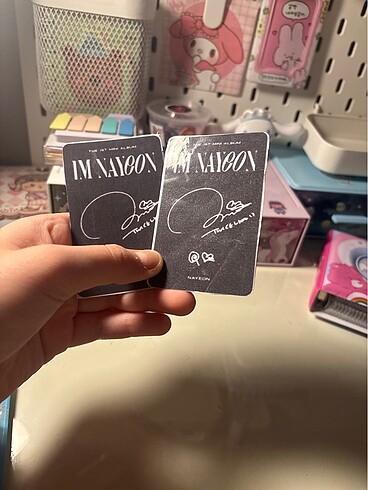 THE 1ST MINI ALBUM
IM NAYEON
THE 1ST MINI ALBUM
IM NAYEON
NAYEON